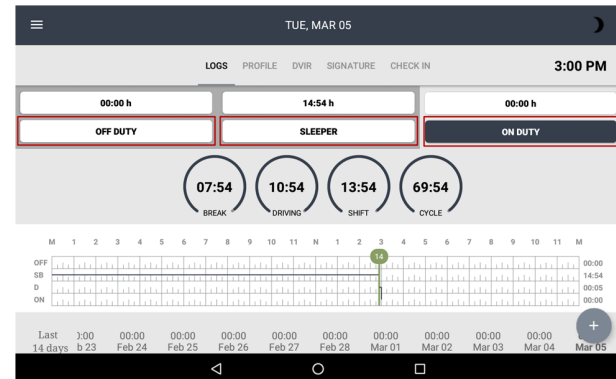 TUE, MAR 05
LOGS PROFILE DVIR SIGNATURE CHECK IN 3:00 PM
00:00 h 14:54 h 00:00 h
OFF DUTY SLEEPER ON DUTY
07:54 10:54 13:54 69:54
BREAK DRIVING SHIFT CYCLE
M 1 2 3 4 5 6 7 8 9 10 11 N 1 2 3 4 5 6 7 8 9 10 11 M
14
OFF 00:00
SB 14:54
D 00:05
ON 00:00
Last 00:00 00:00 00:00 00:00 00:00 00:00 00:00 00:00 00:00
14 days b 23 Feb 24 Feb 25 Feb 26 Feb 27 Feb 28 Mar 01 Mar 02 Mar 03 Mar 04 Mar 05